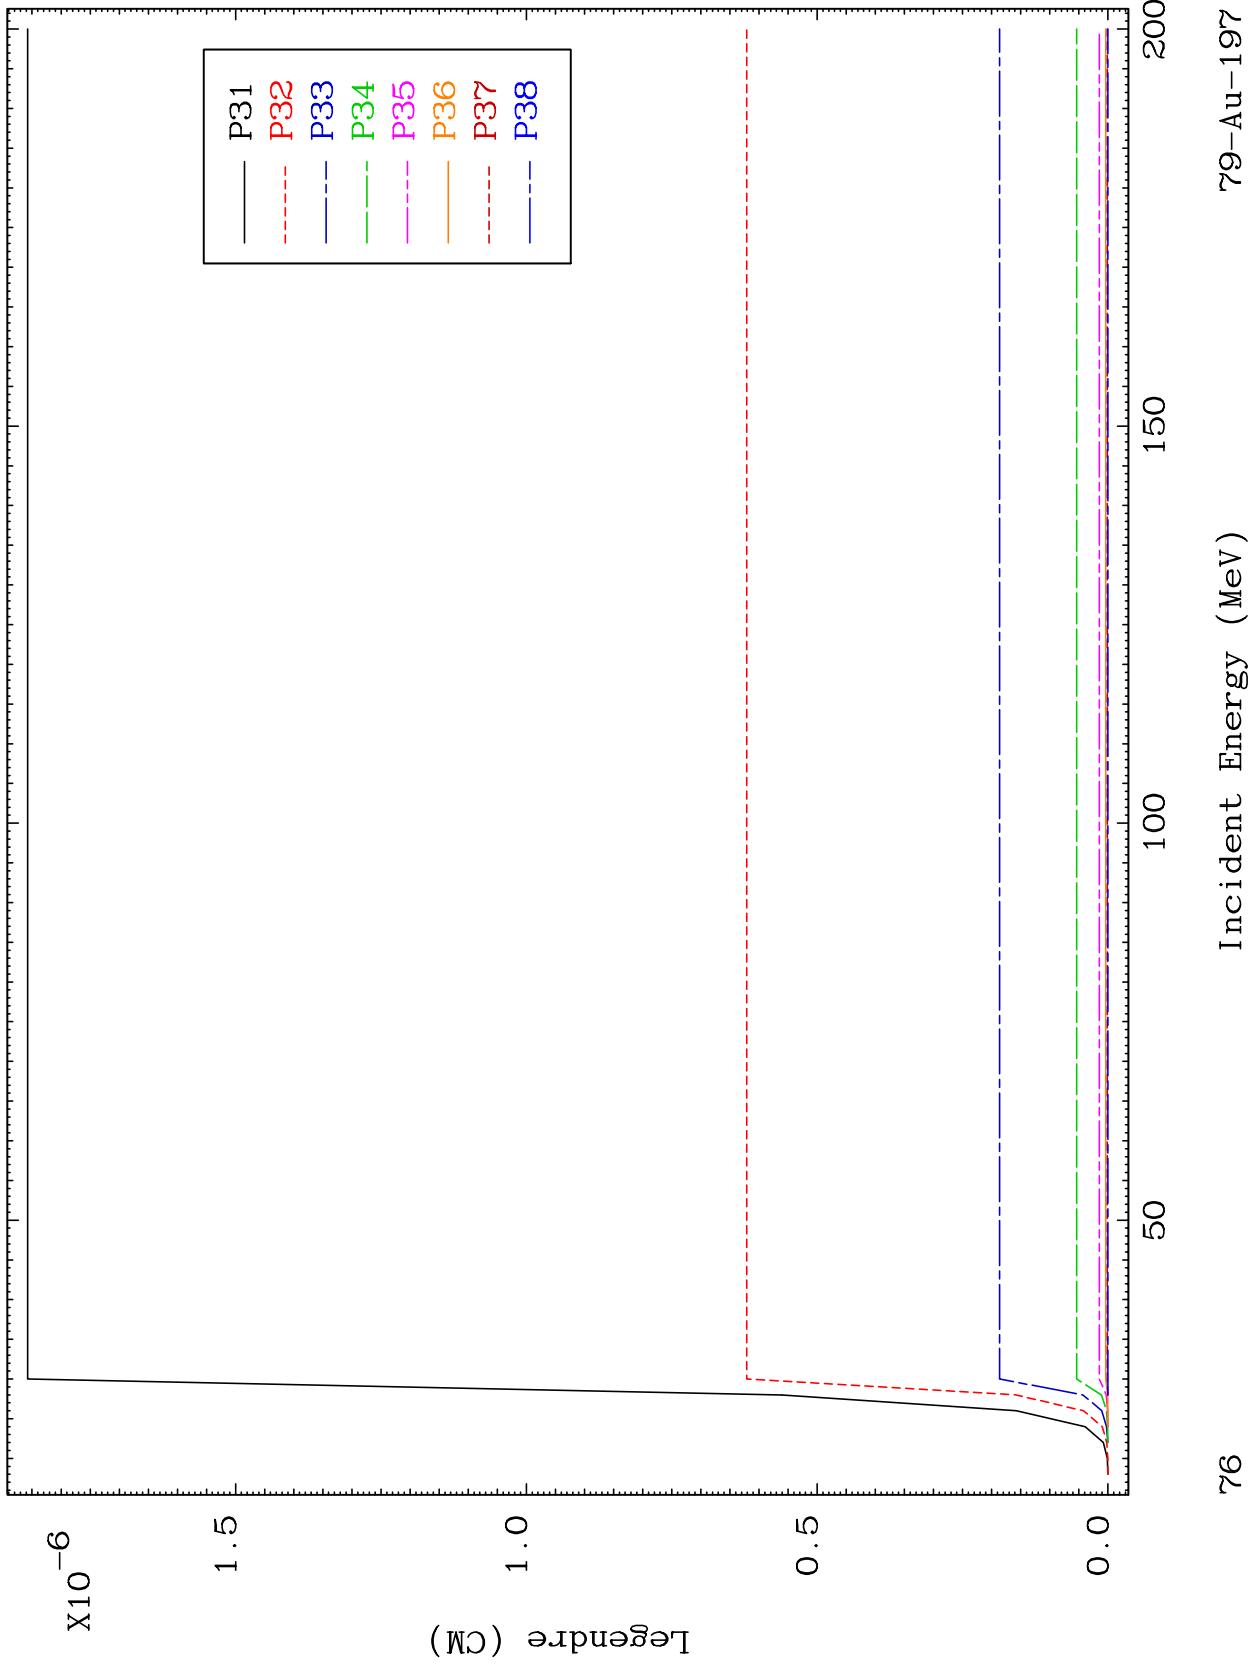 X10⁻⁶
1.5
1.0
0.5
0.0
Legendre (CM)
P31
P32
P33
P34
P35
P36
P37
P38
50
100
150
200
Incident Energy (MeV)
76
79-Au-197